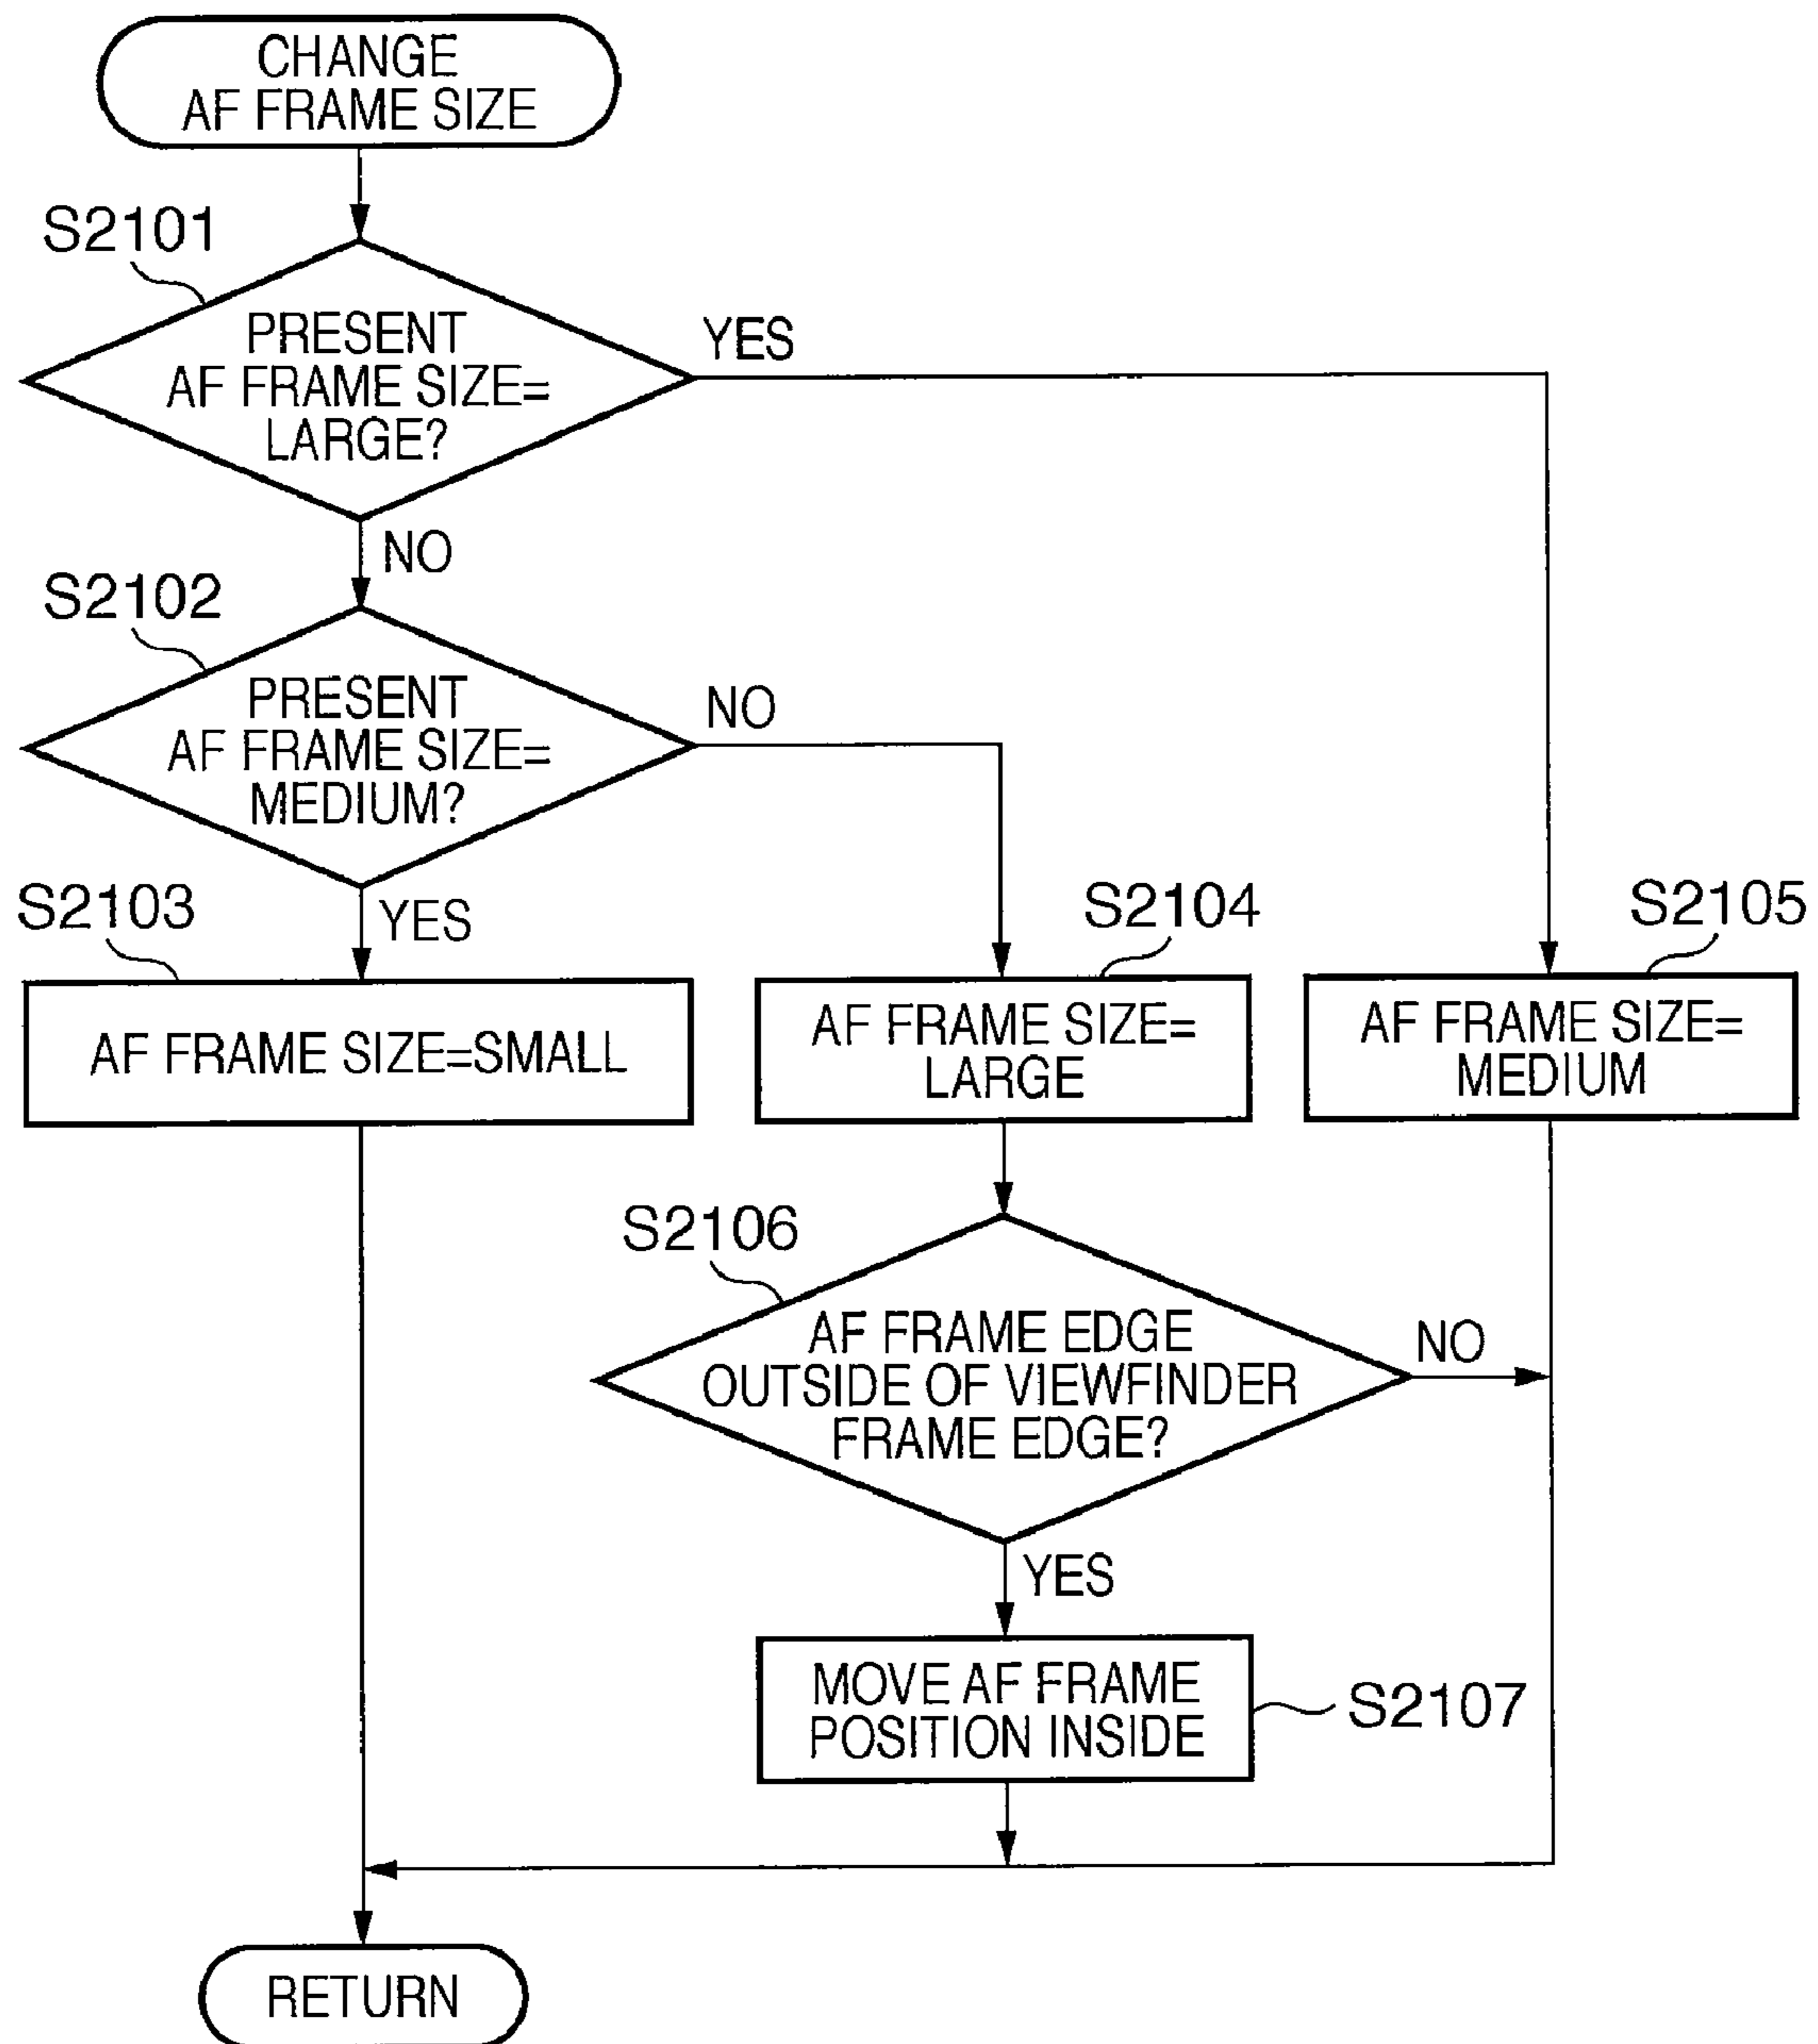 CHANGE
AF FRAME SIZE
S2101
PRESENT
AF FRAME SIZE=
LARGE?
YES
NO
S2102
PRESENT
AF FRAME SIZE=
MEDIUM?
NO
YES
S2103
AF FRAME SIZE=SMALL
S2104
AF FRAME SIZE=
LARGE
S2105
AF FRAME SIZE=
MEDIUM
S2106
AF FRAME EDGE
OUTSIDE OF VIEWFINDER
FRAME EDGE?
NO
YES
MOVE AF FRAME
POSITION INSIDE
S2107
RETURN